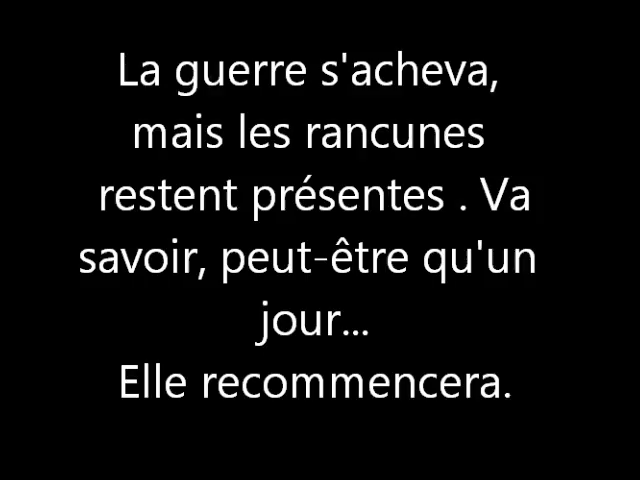 La guerre s'acheva,
mais les rancunes
restent présentes . Va
savoir, peut-être qu'un
jour...
Elle recommencera.